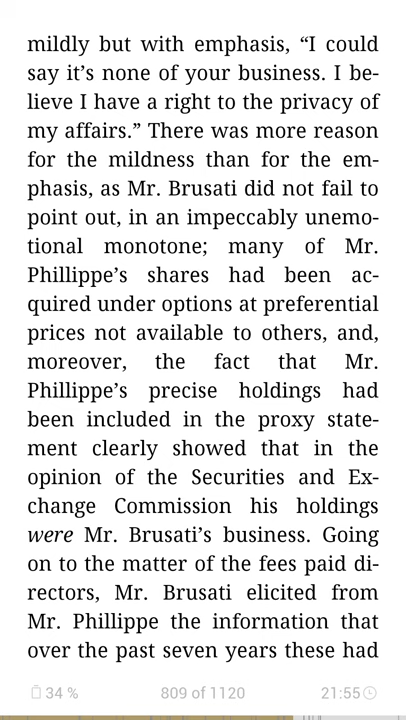 mildly but with emphasis, “I could
say it’s none of your business. I be-
lieve I have a right to the privacy of
my affairs.” There was more reason
for the mildness than for the em-
phasis, as Mr. Brusati did not fail to
point out, in an impeccably unemo-
tional monotone; many of Mr.
Phillippe’s shares had been ac-
quired under options at preferential
prices not available to others, and,
moreover, the fact that Mr.
Phillippe’s precise holdings had
been included in the proxy state-
ment clearly showed that in the
opinion of the Securities and Ex-
change Commission his holdings
were Mr. Brusati’s business. Going
on to the matter of the fees paid di-
rectors, Mr. Brusati elicited from
Mr. Phillippe the information that
over the past seven years these had
34 % 809 of 1120 21:55